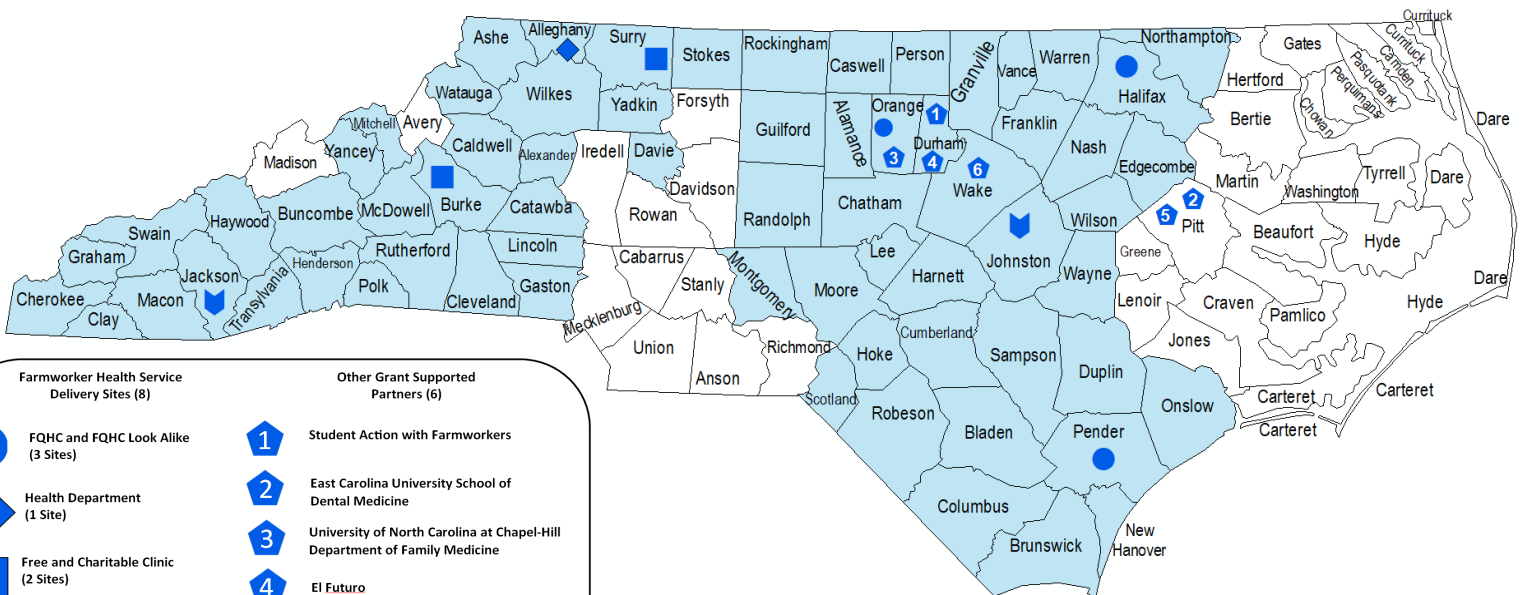 Currituck
Ashe
Alleghany
Surry
Stokes
Rockingham
Caswell
Person
Granville
Vance
Warren
Northampton
Gates
Currituck
Camden
Pasquotank
Perquimans
Chowan
Hertford
Halifax
Watauga
Wilkes
Yadkin
Forsyth
Guilford
Alamance
Orange
1
Durham
Franklin
Bertie
Dare
Mitchell
Avery
Caldwell
Alexander
Iredell
Davie
3
4
6
Wake
Nash
Edgecombe
Martin
Washington
Tyrrell
Dare
Madison
Yancey
Davidson
Rowan
Randolph
Chatham
Wilson
2
5
Pitt
Beaufort
Hyde
Haywood
Buncombe
McDowell
Burke
Catawba
Swain
Graham
Jackson
Henderson
Rutherford
Lincoln
Cabarrus
Stanly
Montgomery
Moore
Lee
Harnett
Johnston
Wayne
Greene
Lenoir
Craven
Pamlico
Hyde
Dare
Cherokee
Clay
Macon
Transylvania
Polk
Cleveland
Gaston
Mecklenburg
Union
Anson
Richmond
Scotland
Hoke
Cumberland
Sampson
Duplin
Jones
Onslow
Carteret
Carteret
Carteret
Robeson
Bladen
Pender
Columbus
Brunswick
New
Hanover
Farmworker Health Service
Delivery Sites (8)
FQHC and FQHC Look Alike
(3 Sites)
Health Department
(1 Site)
Free and Charitable Clinic
(2 Sites)
Other Grant Supported
Partners (6)
1
Student Action with Farmworkers
2
East Carolina University School of
Dental Medicine
3
University of North Carolina at Chapel-Hill
Department of Family Medicine
4
El Futuro